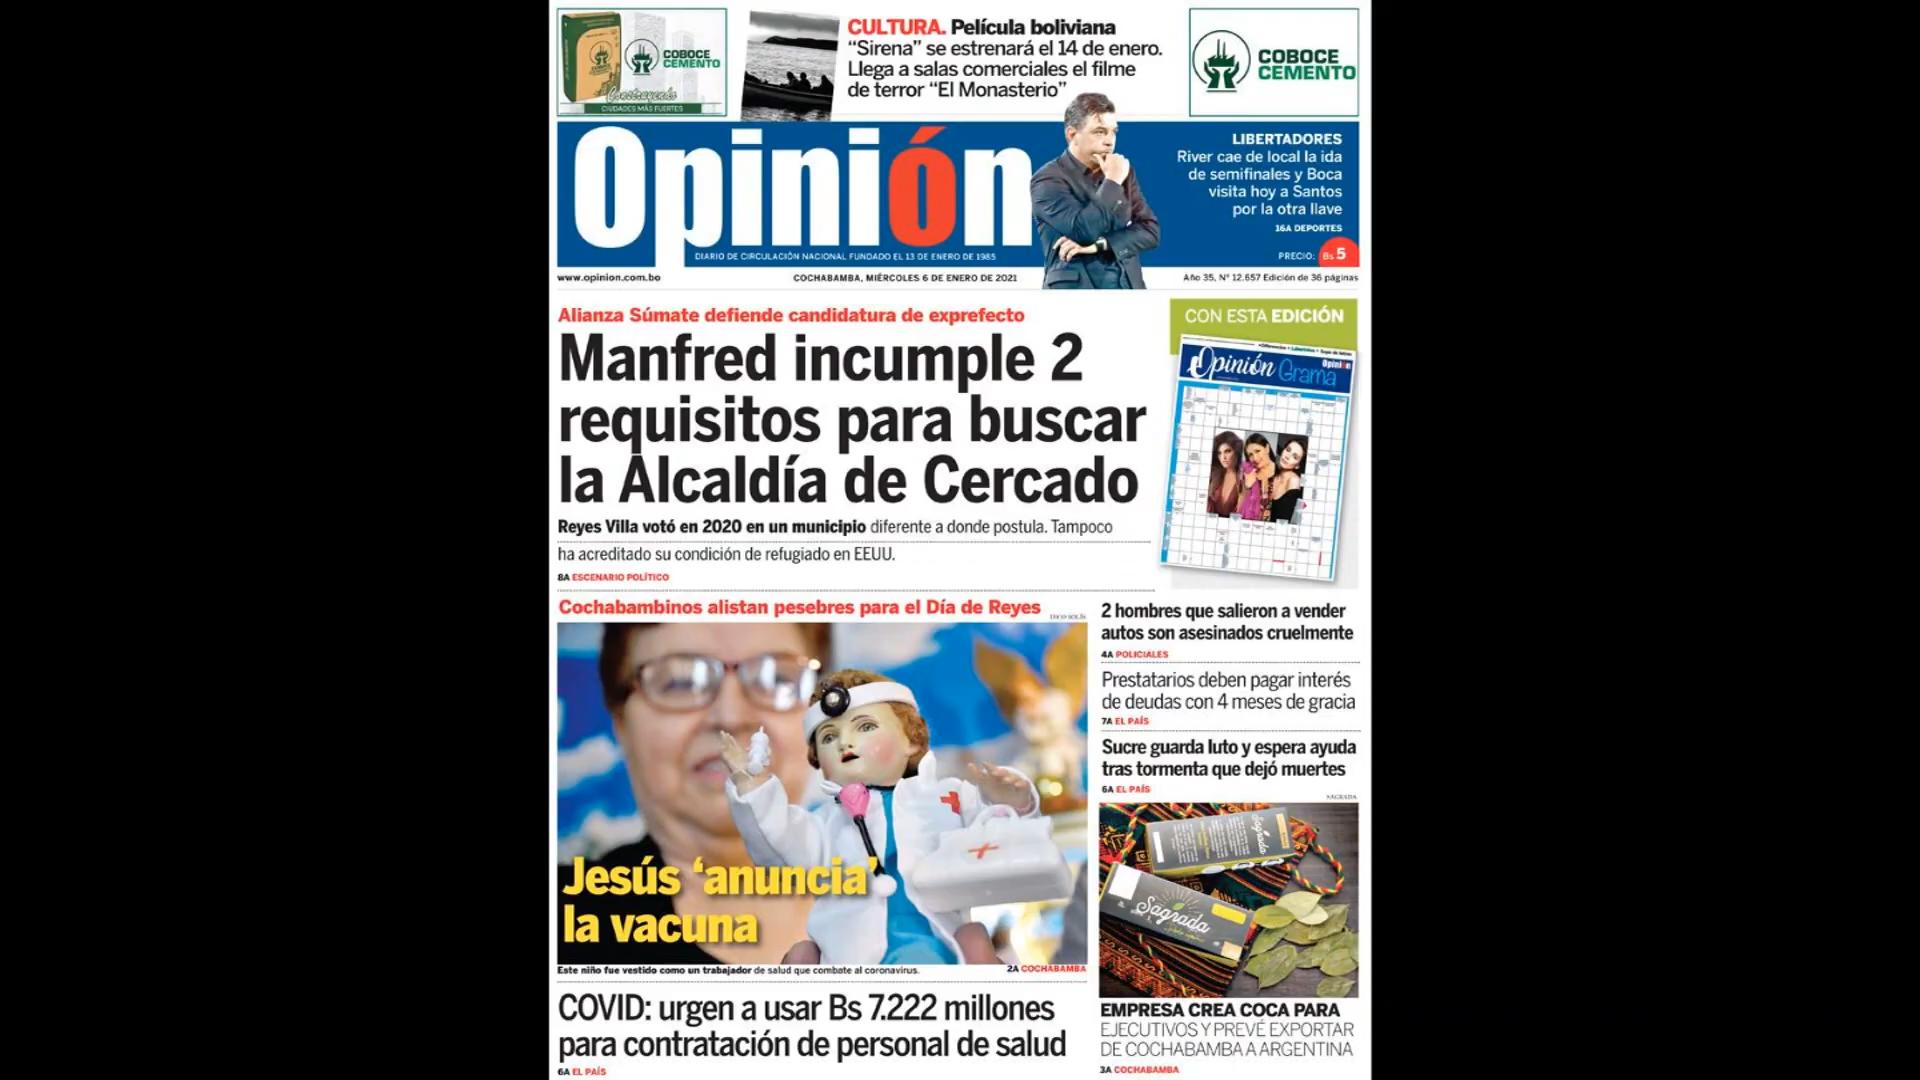 COBOCE
CEMENTO
Construyendo
CIUDADES MÁS FUERTES
CULTURA. Película boliviana
“Sirena” se estrenará el 14 de enero.
Llega a salas comerciales el filme
de terror “El Monasterio”
COBOCE
CEMENTO
Opinión
DIARIO DE CIRCULACIÓN NACIONAL FUNDADO EL 13 DE ENERO DE 1985
LIBERTADORES
River cae de local la ida
de semifinales y Boca
visita hoy a Santos
por la otra llave
16A DEPORTES
PRECIO: Bs 5
www.opinion.com.bo
COCHABAMBA, MIÉRCOLES 6 DE ENERO DE 2021
Año 35, N° 12.657 Edición de 36 páginas
Alianza Súmate defiende candidatura de exprefecto
Manfred incumple 2
requisitos para buscar
la Alcaldía de Cercado
Reyes Villa votó en 2020 en un municipio diferente a donde postula. Tampoco
ha acreditado su condición de refugiado en EEUU.
8A ESCENARIO POLÍTICO
CON ESTA EDICIÓN
Opinión
Opinión Grama
Cochabambinos alistan pesebres para el Día de Reyes
DICO SOLÍS
Jesús ‘anuncia’
la vacuna
Este niño fue vestido como un trabajador de salud que combate al coronavirus.
2A COCHABAMBA
COVID: urgen a usar Bs 7.222 millones
para contratación de personal de salud
6A EL PAÍS
2 hombres que salieron a vender
autos son asesinados cruelmente
4A POLICIALES
Prestatarios deben pagar interés
de deudas con 4 meses de gracia
7A EL PAÍS
Sucre guarda luto y espera ayuda
tras tormenta que dejó muertes
6A EL PAÍS
SAGRADA
Sagrada
Sagrada
EMPRESA CREA COCA PARA
EJECUTIVOS Y PREVÉ EXPORTAR
DE COCHABAMBA A ARGENTINA
3A COCHABAMBA